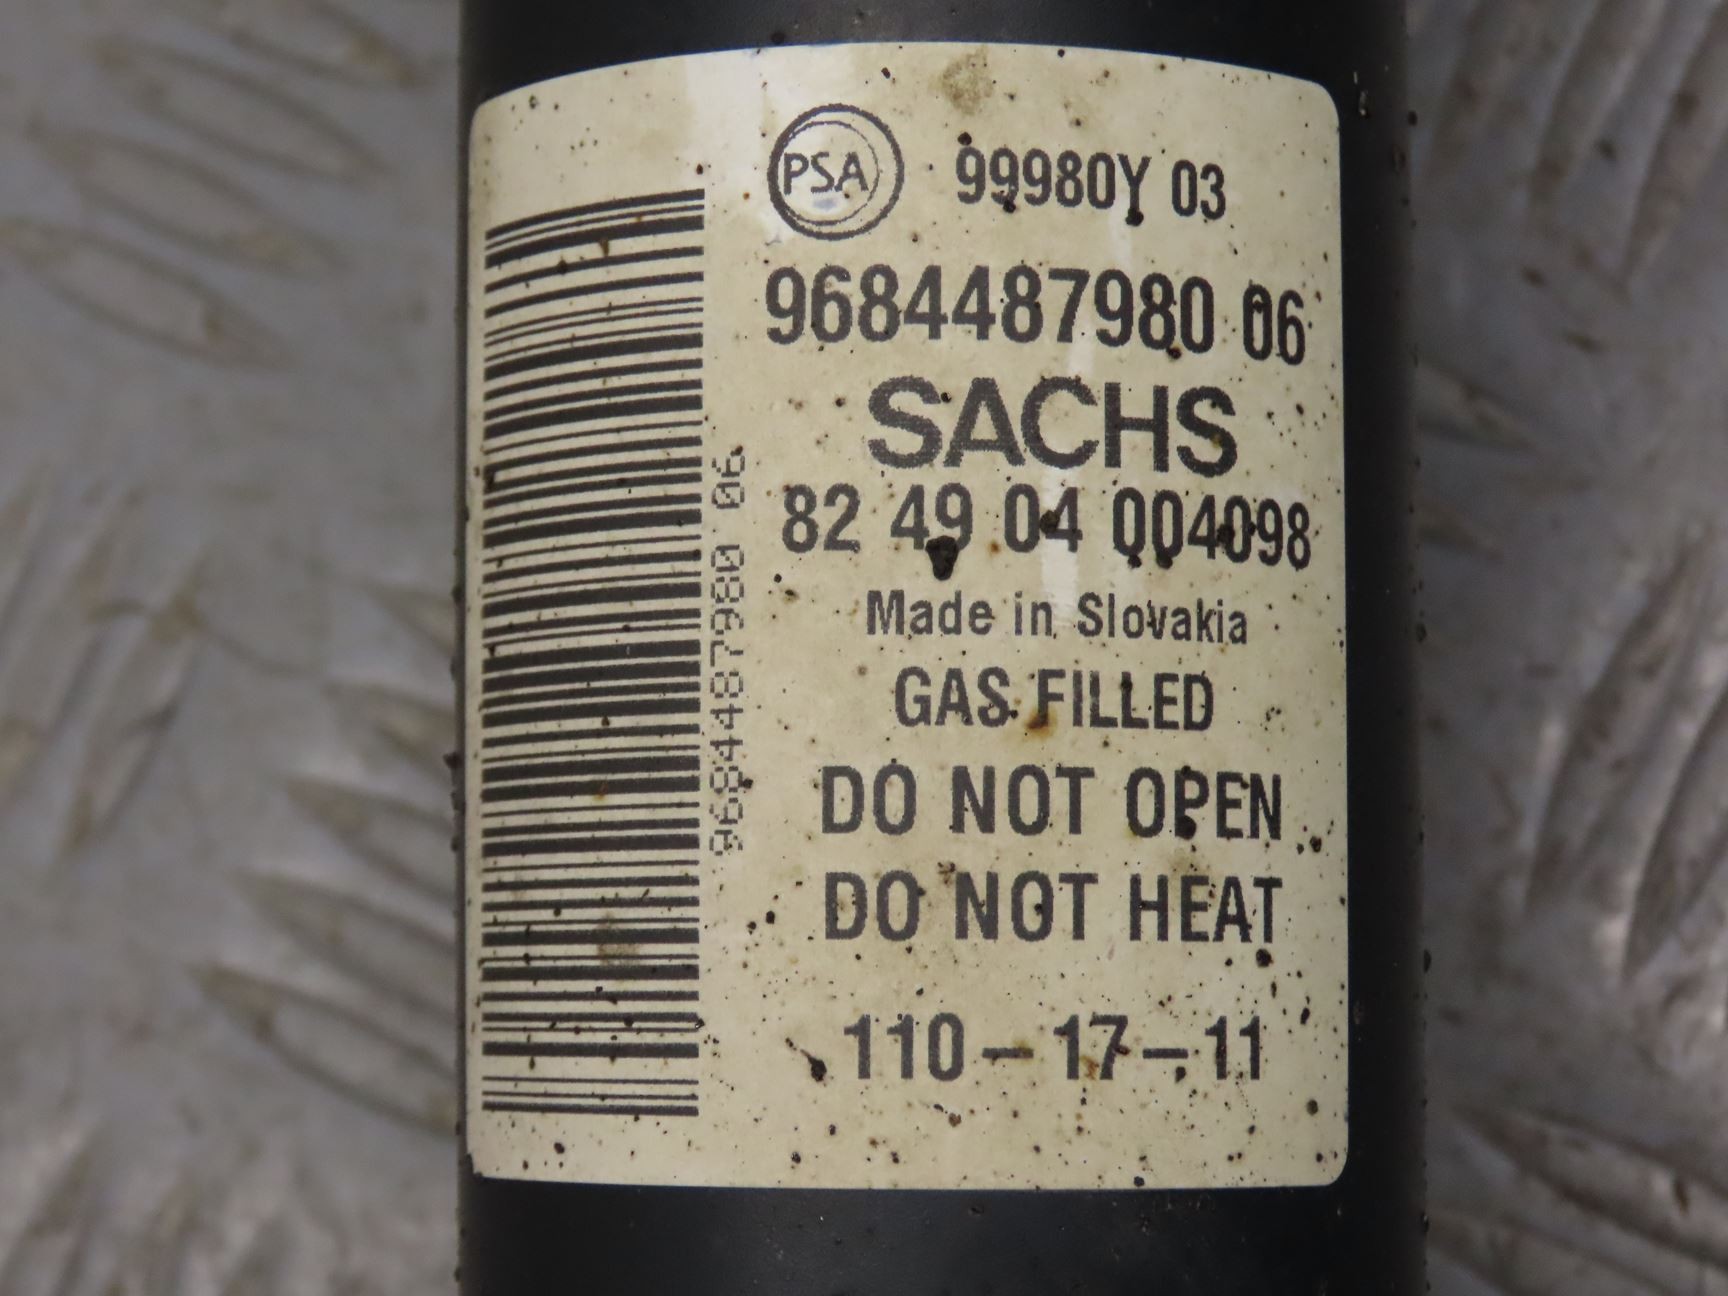 PSA 99980Y 03
9684487980 06
SACHS
82 49 04 004098
Made in Slovakia
GAS FILLED
DO NOT OPEN
DO NOT HEAT
110-17-11
9684487980 06